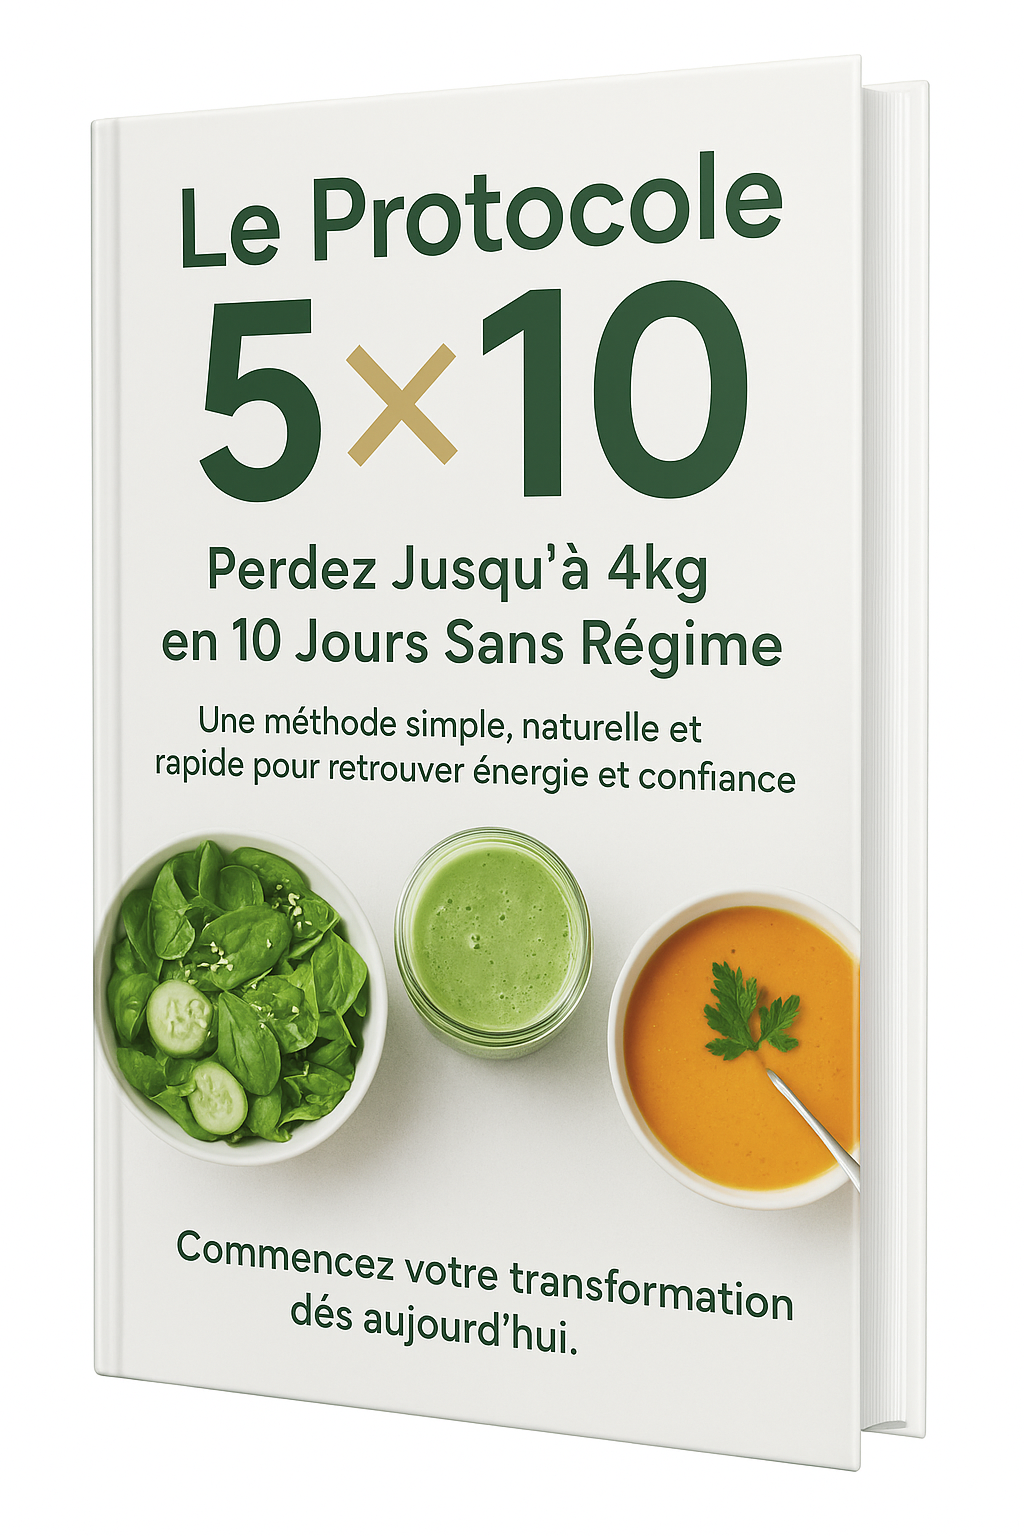 Le Protocole
5×10
Perdez Jusqu’à 4kg
en 10 Jours Sans Régime
Une méthode simple, naturelle et
rapide pour retrouver énergie et confiance
Commencez votre transformation
dés aujourd’hui.